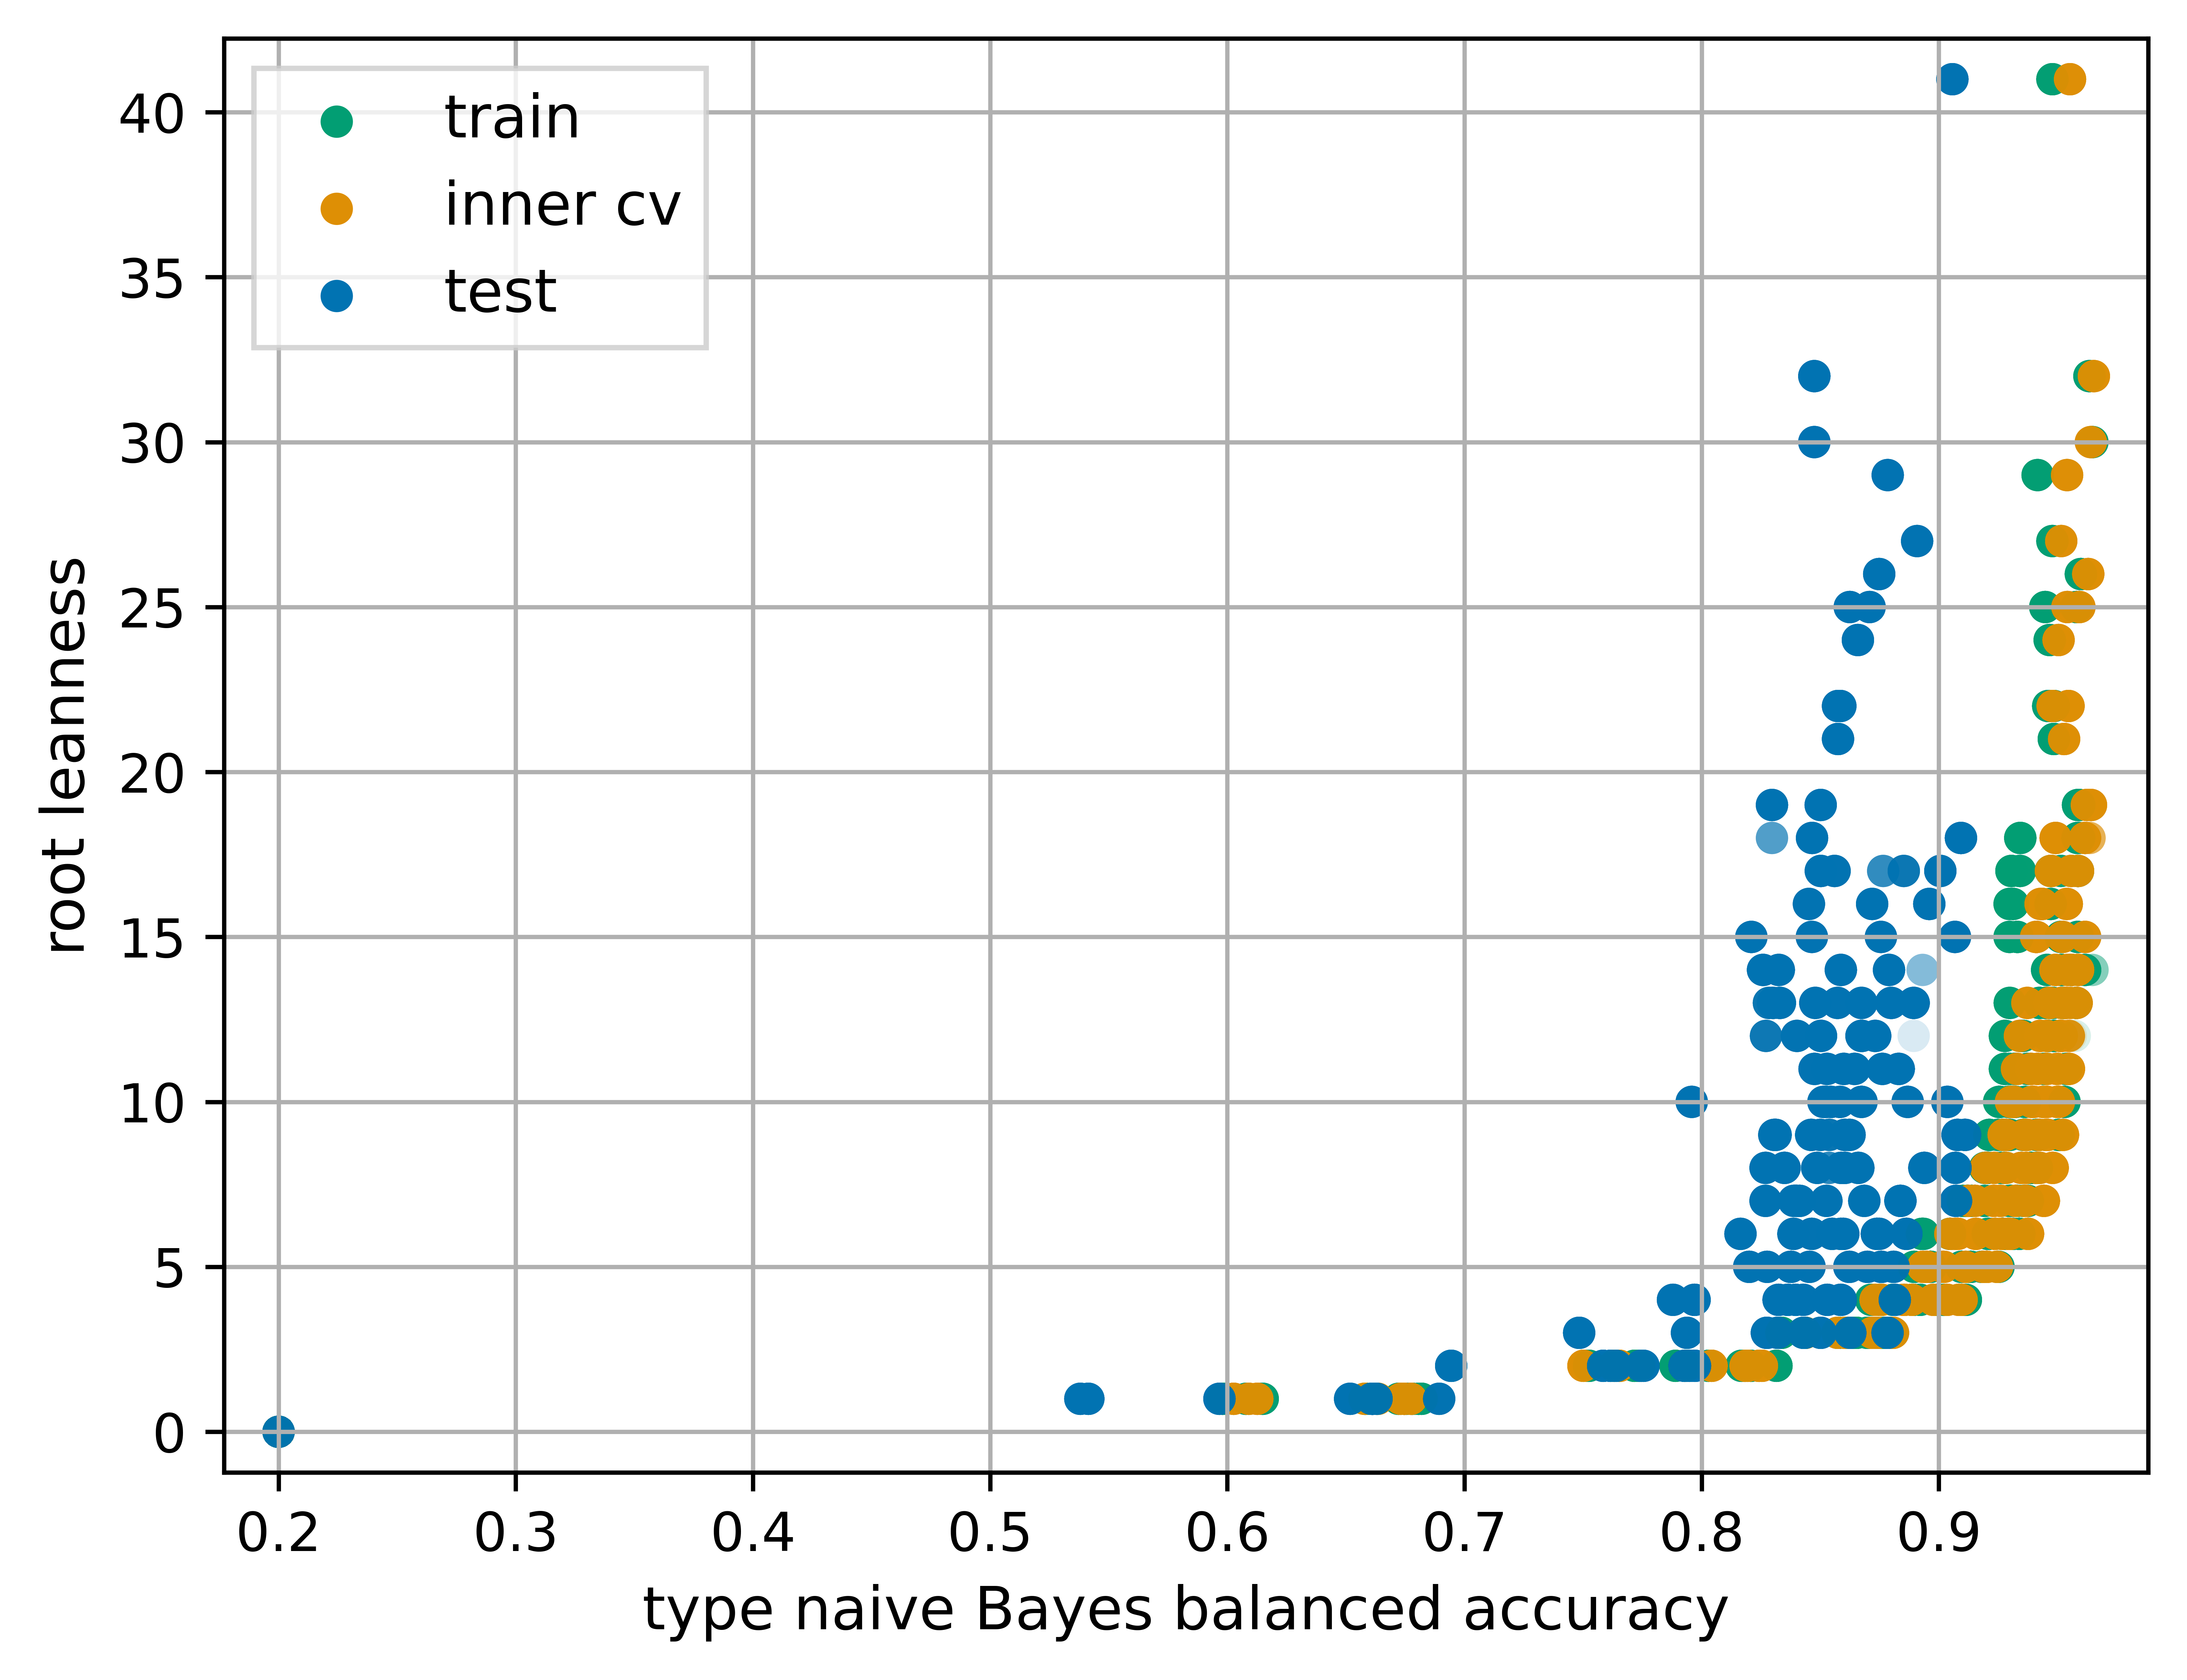 train
inner cv
test
40
35
30
25
20
15
10
5
0
root leanness
0.2 0.3 0.4 0.5 0.6 0.7 0.8 0.9
type naive Bayes balanced accuracy